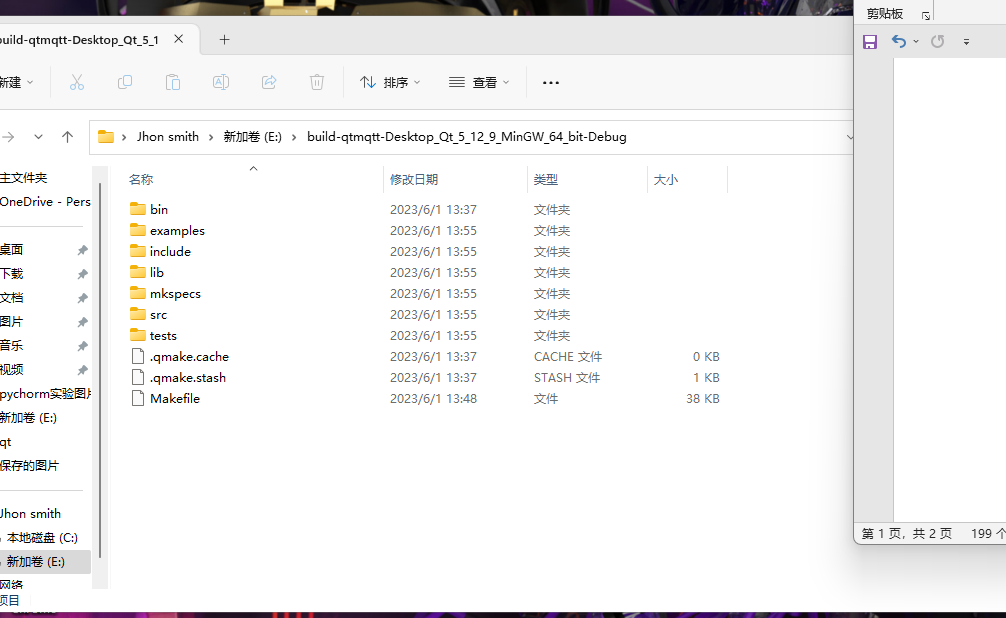 剪贴板
build-qtmqtt-Desktop_Qt_5_1
新建
排序
查看
Jhon smith
新加卷 (E:)
build-qtmqtt-Desktop_Qt_5_12_9_MinGW_64_bit-Debug
主文件夹
OneDrive - Pers
桌面
下载
文档
图片
音乐
视频
pychorm实验图片
新加卷 (E:)
qt
保存的图片
Jhon smith
本地磁盘 (C:)
新加卷 (E:)
网络
项目
名称 修改日期 类型 大小
bin 2023/6/1 13:37 文件夹
examples 2023/6/1 13:55 文件夹
include 2023/6/1 13:55 文件夹
lib 2023/6/1 13:55 文件夹
mkspecs 2023/6/1 13:55 文件夹
src 2023/6/1 13:55 文件夹
tests 2023/6/1 13:55 文件夹
.qmake.cache 2023/6/1 13:37 CACHE 文件 0 KB
.qmake.stash 2023/6/1 13:37 STASH 文件 1 KB
Makefile 2023/6/1 13:48 文件 38 KB
第 1 页，共 2 页 199 个